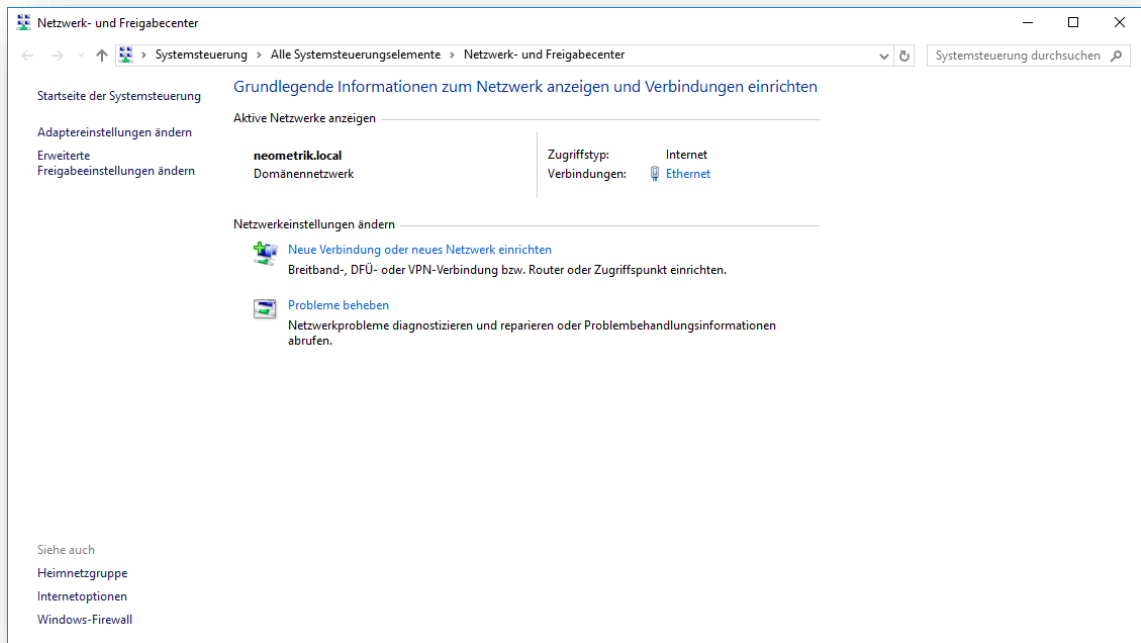 Netzwerk- und Freigabecenter
Systemsteuerung > Alle Systemsteuerungselemente > Netzwerk- und Freigabecenter
Systemsteuerung durchsuchen
Startseite der Systemsteuerung
Adaptereinstellungen ändern
Erweiterte
Freigabeeinstellungen ändern
Grundlegende Informationen zum Netzwerk anzeigen und Verbindungen einrichten
Aktive Netzwerke anzeigen
neometrik.local
Domänennetzwerk
Zugriffstyp: Internet
Verbindungen: Ethernet
Netzwerkeinstellungen ändern
Neue Verbindung oder neues Netzwerk einrichten
Breitband-, DFÜ- oder VPN-Verbindung bzw. Router oder Zugriffspunkt einrichten.
Probleme beheben
Netzwerkprobleme diagnostizieren und reparieren oder Problembehandlungsinformationen
abrufen.
Siehe auch
Heimnetzgruppe
Internetoptionen
Windows-Firewall